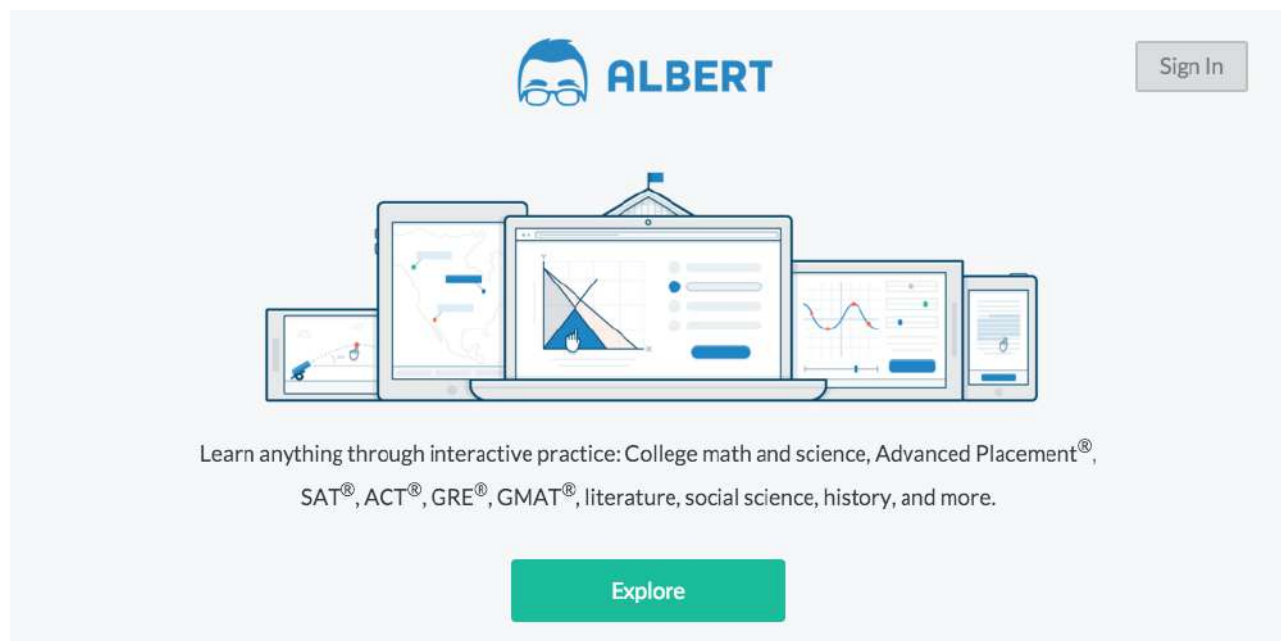 ALBERT
Sign In
Learn anything through interactive practice: College math and science, Advanced Placement®,
SAT®, ACT®, GRE®, GMAT®, literature, social science, history, and more.
Explore